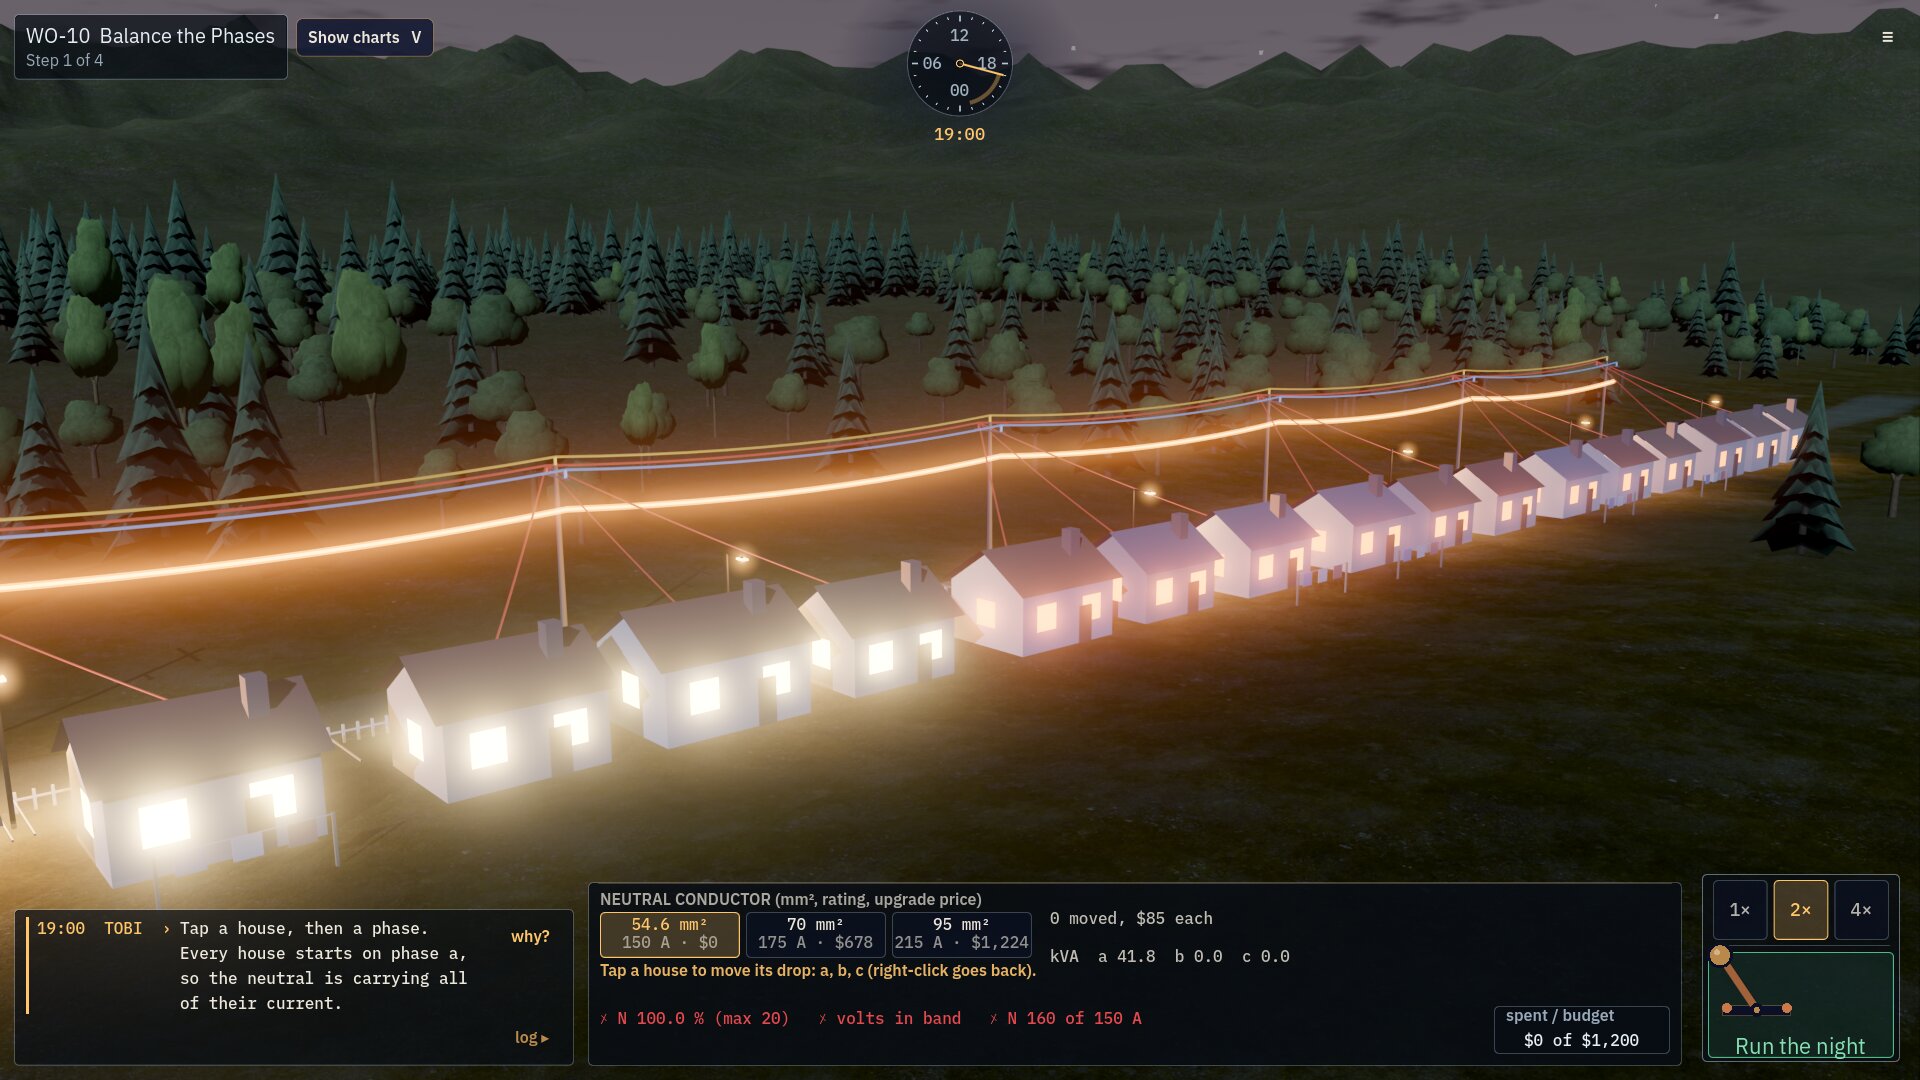 WO-10 Balance the Phases
Step 1 of 4
Show charts V
12
06 18
00
19:00
19:00 TOBI › Tap a house, then a phase.
Every house starts on phase a,
so the neutral is carrying all
of their current.
why?
log ▸
NEUTRAL CONDUCTOR (mm², rating, upgrade price)
54.6 mm²
150 A · $0
70 mm²
175 A · $678
95 mm²
215 A · $1,224
0 moved, $85 each
kVA a 41.8 b 0.0 c 0.0
Tap a house to move its drop: a, b, c (right-click goes back).
✗ N 100.0 % (max 20) ✗ volts in band ✗ N 160 of 150 A
spent / budget
$0 of $1,200
1× 2× 4×
Run the night